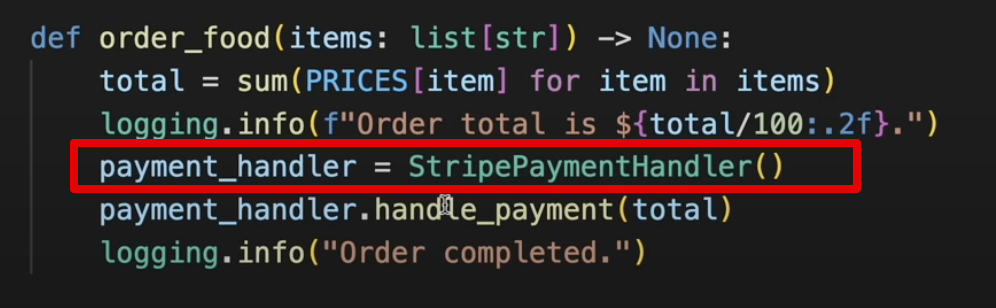 def order_food(items: list[str]) -> None:
    total = sum(PRICES[item] for item in items)
    logging.info(f"Order total is ${total/100:.2f}.")
    payment_handler = StripePaymentHandler()
    payment_handler.handle_payment(total)
    logging.info("Order completed.")